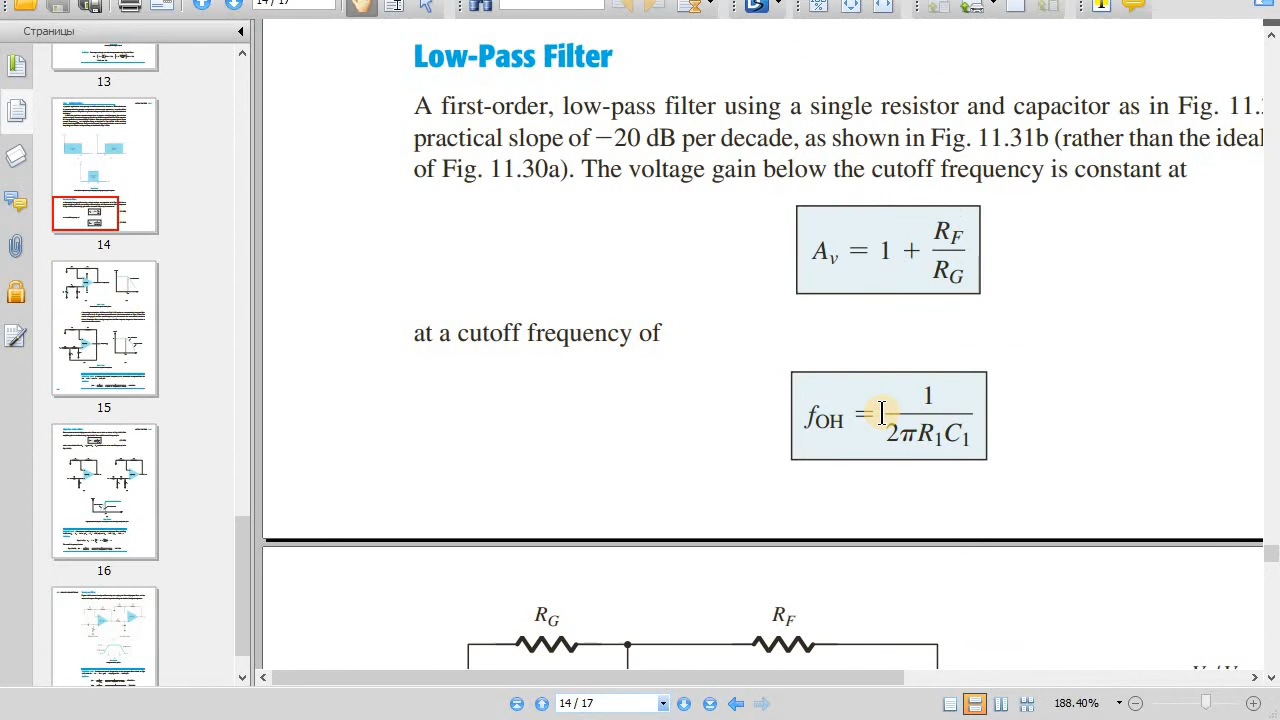 14 / 17
Страницы
13
14
15
16
Low-Pass Filter
A first-order, low-pass filter using a single resistor and capacitor as in Fig. 11.
practical slope of −20 dB per decade, as shown in Fig. 11.31b (rather than the ideal
of Fig. 11.30a). The voltage gain below the cutoff frequency is constant at
A_v = 1 + R_F / R_G
at a cutoff frequency of
f_OH = 1 / 2πR_1C_1
R_G R_F
14 / 17
188.40%